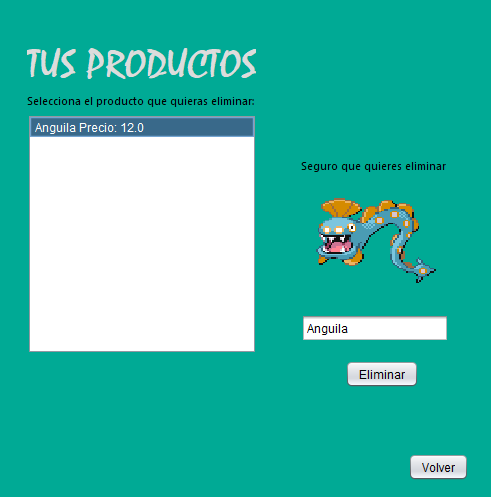 TUS PRODUCTOS
Selecciona el producto que quieras eliminar:
Anguila Precio: 12.0
Seguro que quieres eliminar
Anguila
Eliminar
Volver